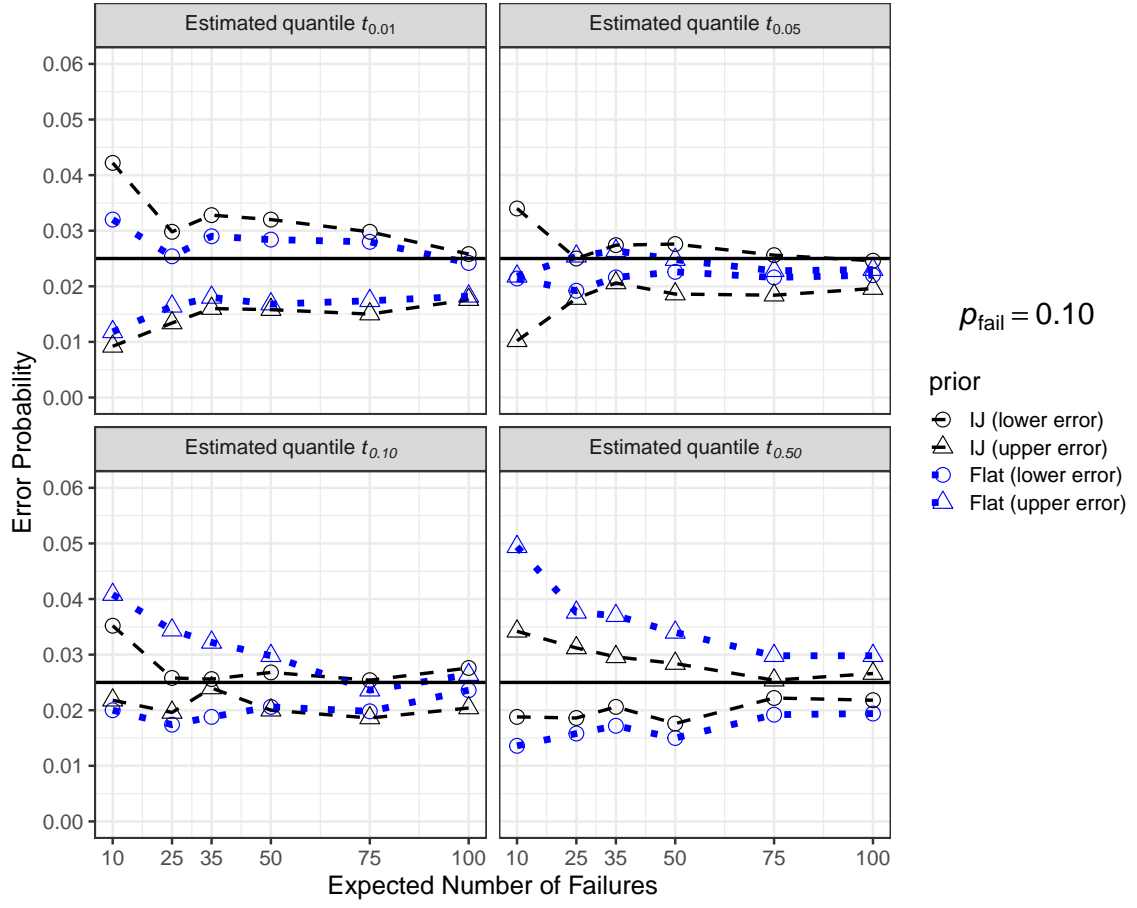 Estimated quantile t0.01
Estimated quantile t0.05
0.06
0.05
0.04
0.03
0.02
0.01
0.00
Estimated quantile t0.10
Estimated quantile t0.50
0.06
0.05
0.04
0.03
0.02
0.01
0.00
10 25 35 50 75 100
10 25 35 50 75 100
Expected Number of Failures
Error Probability
pfail = 0.10
prior
IJ (lower error)
IJ (upper error)
Flat (lower error)
Flat (upper error)